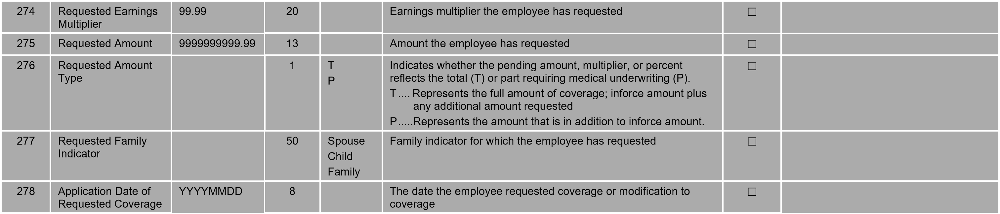 274 Requested Earnings 99.99 20 Earnings multiplier the employee has requested ☐
Multiplier
275 Requested Amount 9999999999.99 13 Amount the employee has requested ☐
276 Requested Amount 1 T Indicates whether the pending amount, multiplier, or percent ☐
Type P reflects the total (T) or part requiring medical underwriting (P).
T.... Represents the full amount of coverage; inforce amount plus
any additional amount requested
P.....Represents the amount that is in addition to inforce amount.
277 Requested Family 50 Spouse Family indicator for which the employee has requested ☐
Indicator Child
Family
278 Application Date of YYYYMMDD 8 The date the employee requested coverage or modification to ☐
Requested Coverage coverage